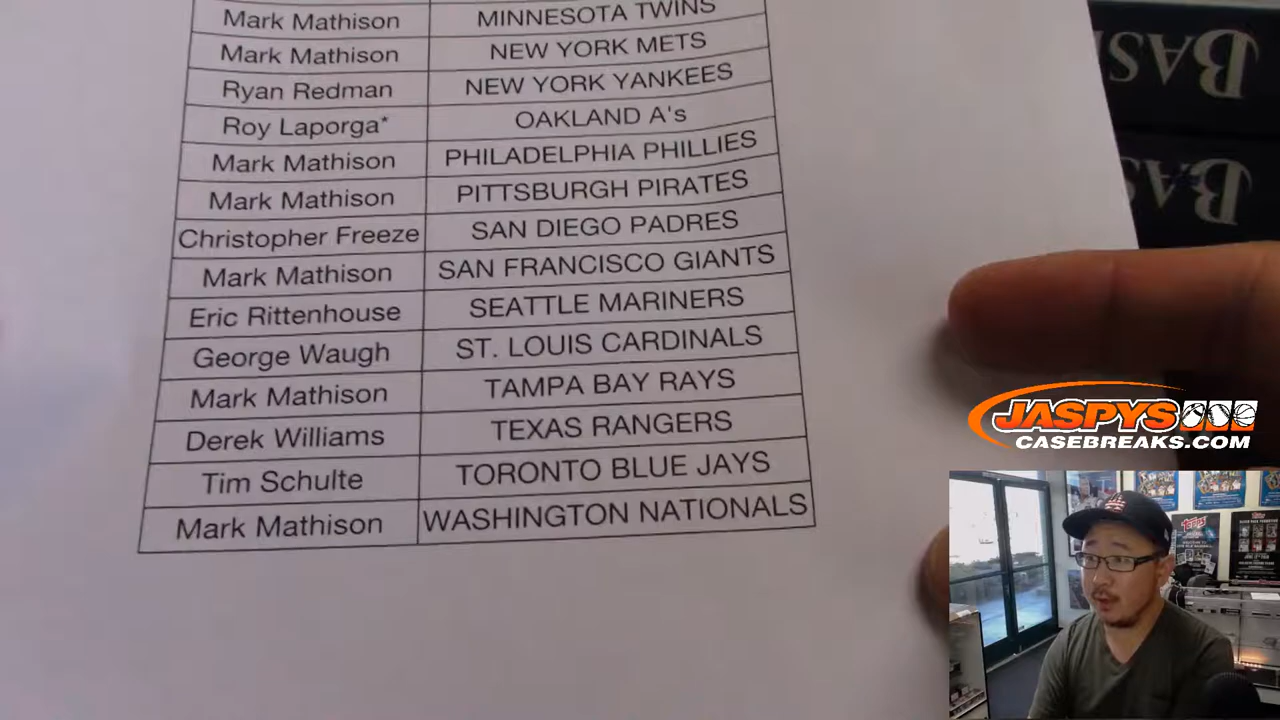 Mark Mathison MINNESOTA TWINS
Mark Mathison NEW YORK METS
Ryan Redman NEW YORK YANKEES
Roy Laporga* OAKLAND A's
Mark Mathison PHILADELPHIA PHILLIES
Mark Mathison PITTSBURGH PIRATES
Christopher Freeze SAN DIEGO PADRES
Mark Mathison SAN FRANCISCO GIANTS
Eric Rittenhouse SEATTLE MARINERS
George Waugh ST. LOUIS CARDINALS
Mark Mathison TAMPA BAY RAYS
Derek Williams TEXAS RANGERS
Tim Schulte TORONTO BLUE JAYS
Mark Mathison WASHINGTON NATIONALS
BAS
BAS
JASPYS
CASEBREAKS.COM
Topps